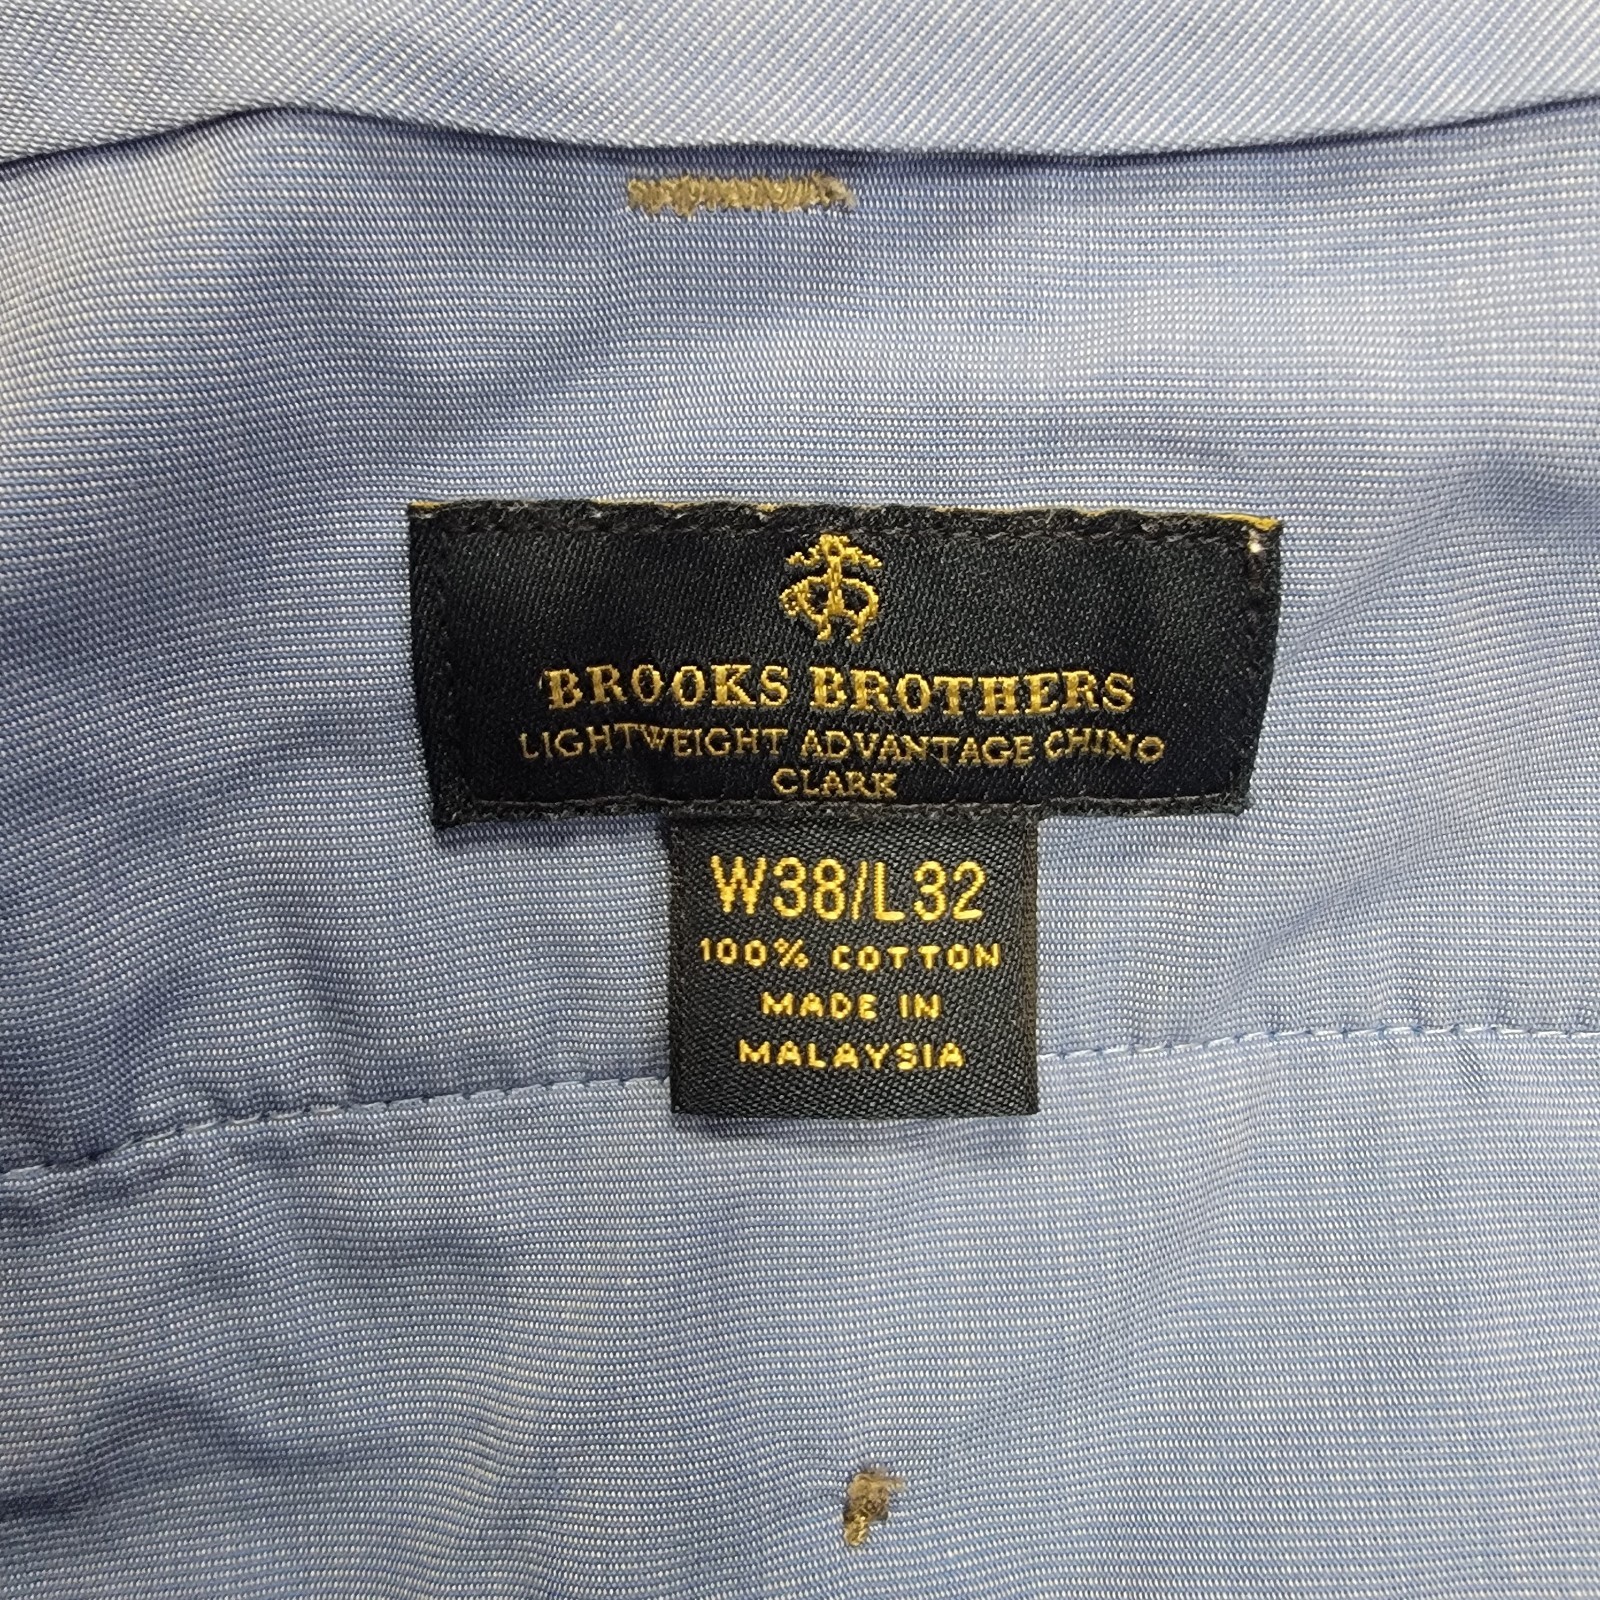 BROOKS BROTHERS
LIGHTWEIGHT ADVANTAGE CHINO
CLARK
W38/L32
100% COTTON
MADE IN
MALAYSIA